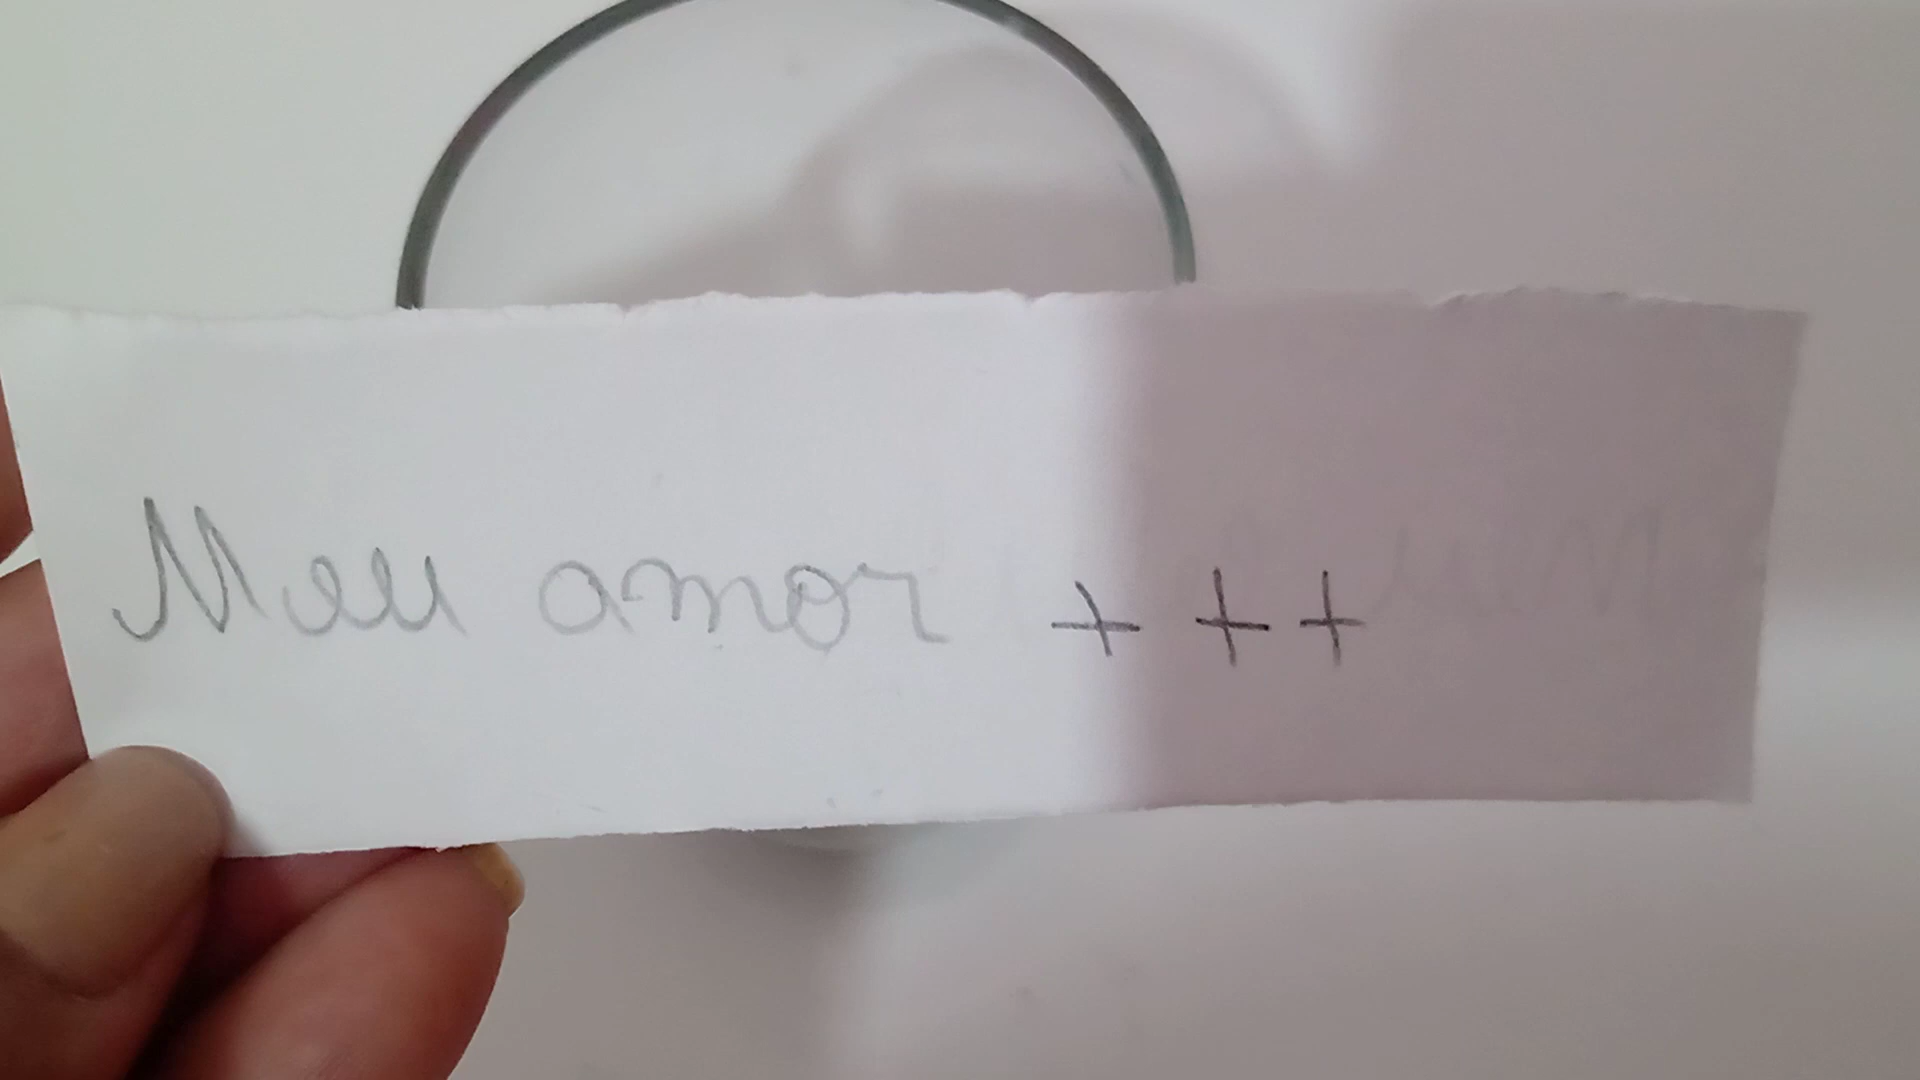 Meu amor + + +